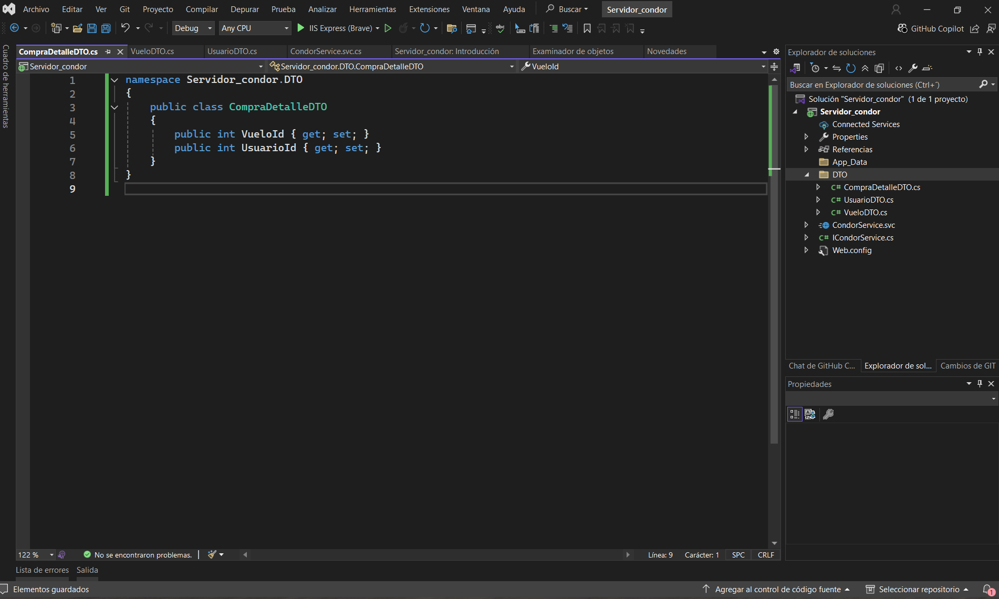 Archivo Editar Ver Git Proyecto Compilar Depurar Prueba Analizar Herramientas Extensiones Ventana Ayuda Buscar Servidor_condor
Debug Any CPU IIS Express (Brave) abc GitHub Copilot
CompraDetalleDTO.cs VueloDTO.cs UsuarioDTO.cs CondorService.svc.cs Servidor_condor: Introducción Examinador de objetos Novedades
Servidor_condor Servidor_condor.DTO.CompraDetalleDTO VueloId
Cuadro de herramientas
1 namespace Servidor_condor.DTO
2 {
3 public class CompraDetalleDTO
4 {
5 public int VueloId { get; set; }
6 public int UsuarioId { get; set; }
7 }
8 }
9
122 % No se encontraron problemas. Línea: 9 Carácter: 1 SPC CRLF
Lista de errores Salida
Explorador de soluciones
Buscar en Explorador de soluciones (Ctrl+´)
Solución "Servidor_condor" (1 de 1 proyecto)
Servidor_condor
Connected Services
Properties
Referencias
App_Data
DTO
C# CompraDetalleDTO.cs
C# UsuarioDTO.cs
C# VueloDTO.cs
CondorService.svc
C# ICondorService.cs
Web.config
Chat de GitHub C... Explorador de sol... Cambios de GIT
Propiedades
Elementos guardados Agregar al control de código fuente Seleccionar repositorio 1